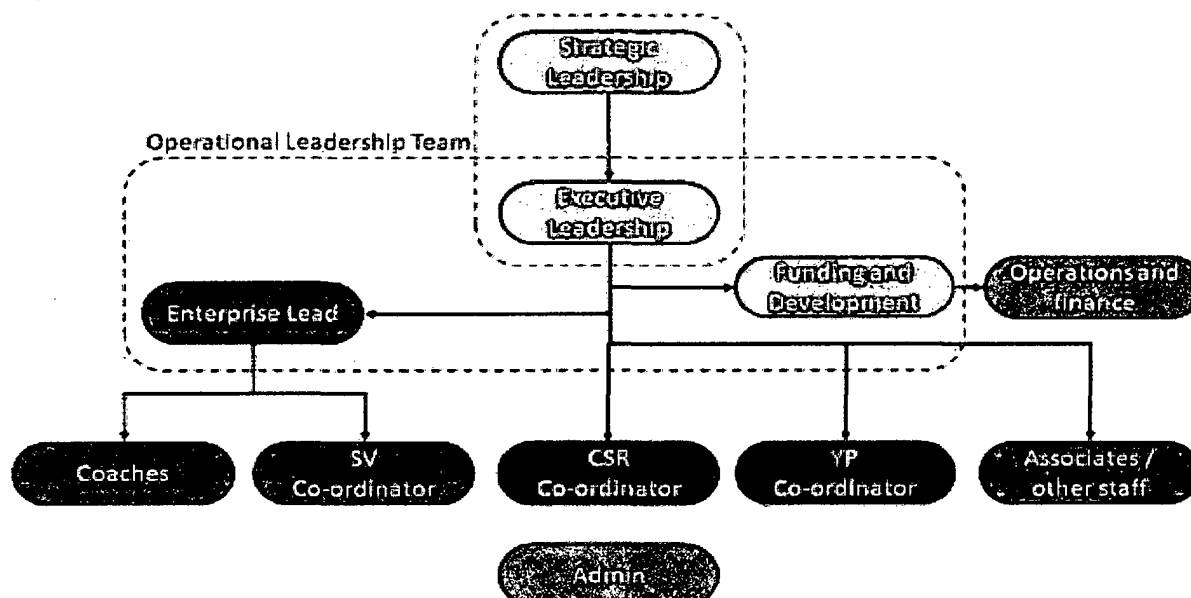 Strategic
Leadership
Operational Leadership Team
Executive
Leadership
Funding and
Development
Operations and
finance
Enterprise Lead
Coaches
SV
Co-ordinator
CSR
Co-ordinator
YP
Co-ordinator
Associates /
other staff
Admin